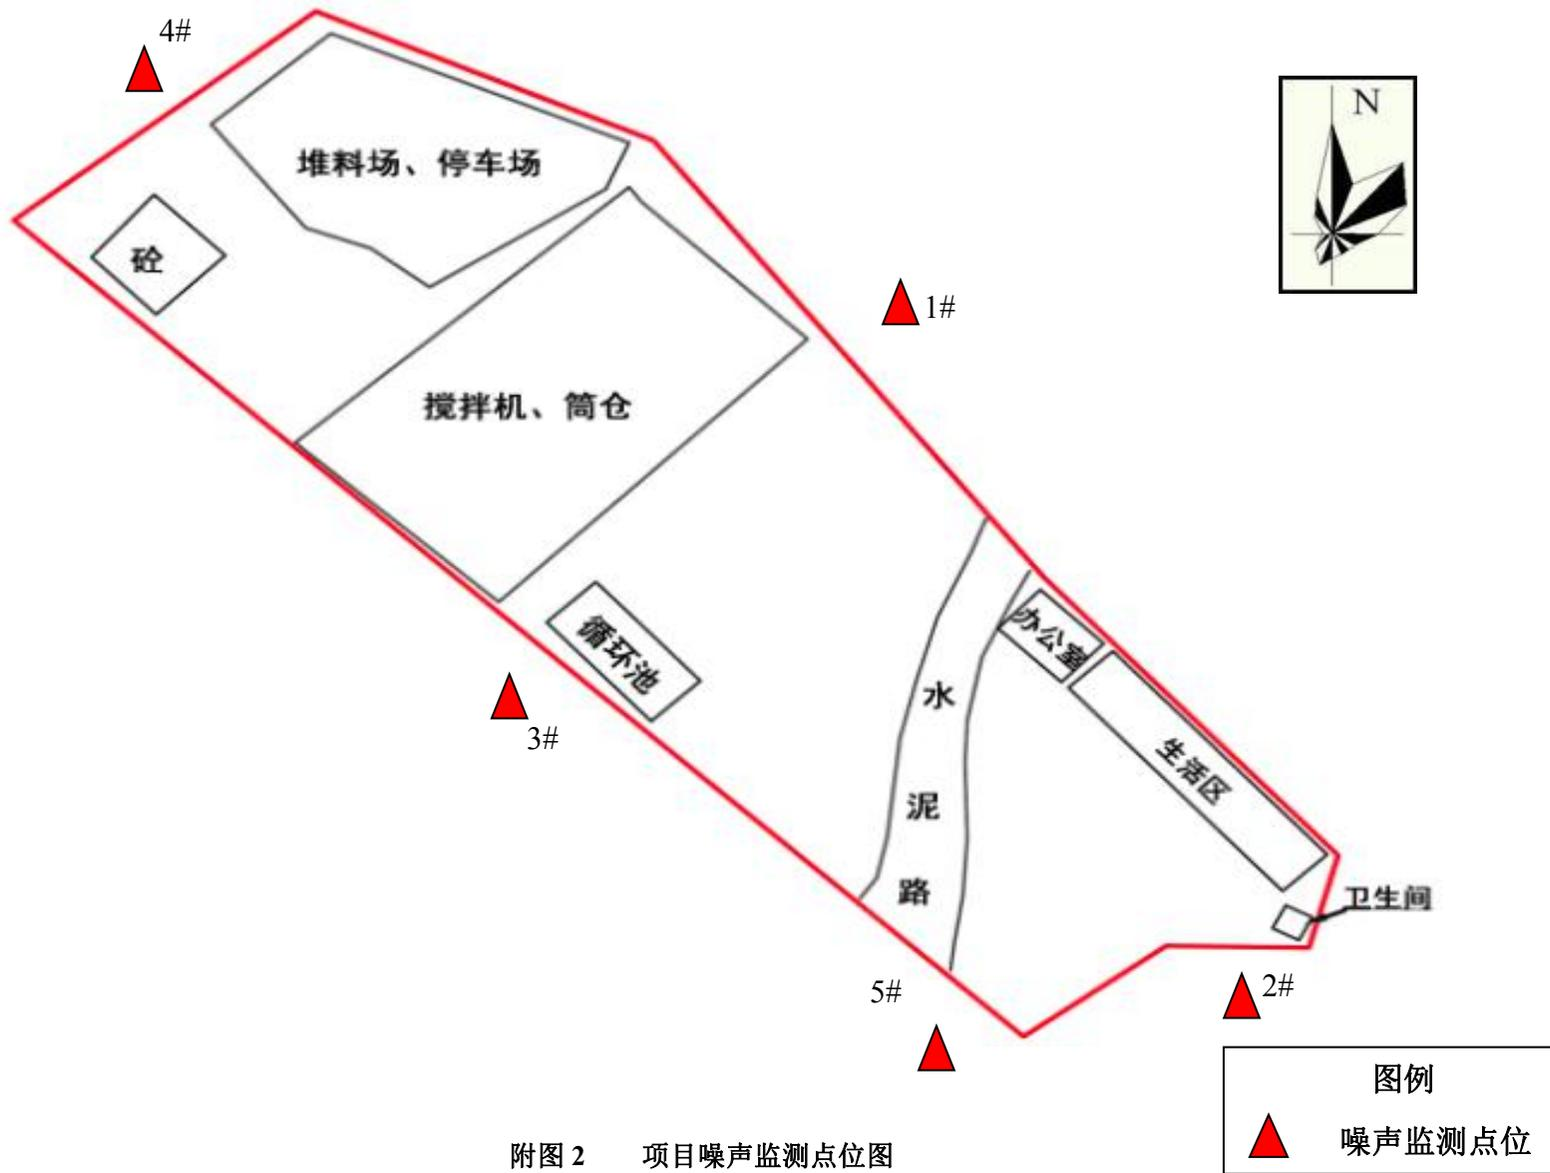 4#
N
堆料场、停车场
砼
1#
搅拌机、筒仓
循环池
办公室
水泥路
3#
生活区
卫生间
5#
2#
图例
噪声监测点位
附图 2 项目噪声监测点位图